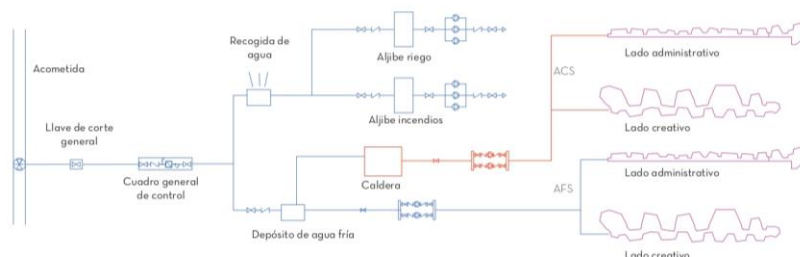 Acometida
Llave de corte
general
Cuadro general
de control
Recogida de
agua
Aljibe riego
Aljibe incendios
Caldera
Depósito de agua fría
ACS
Lado administrativo
Lado creativo
AFS
Lado administrativo
Lado creativo